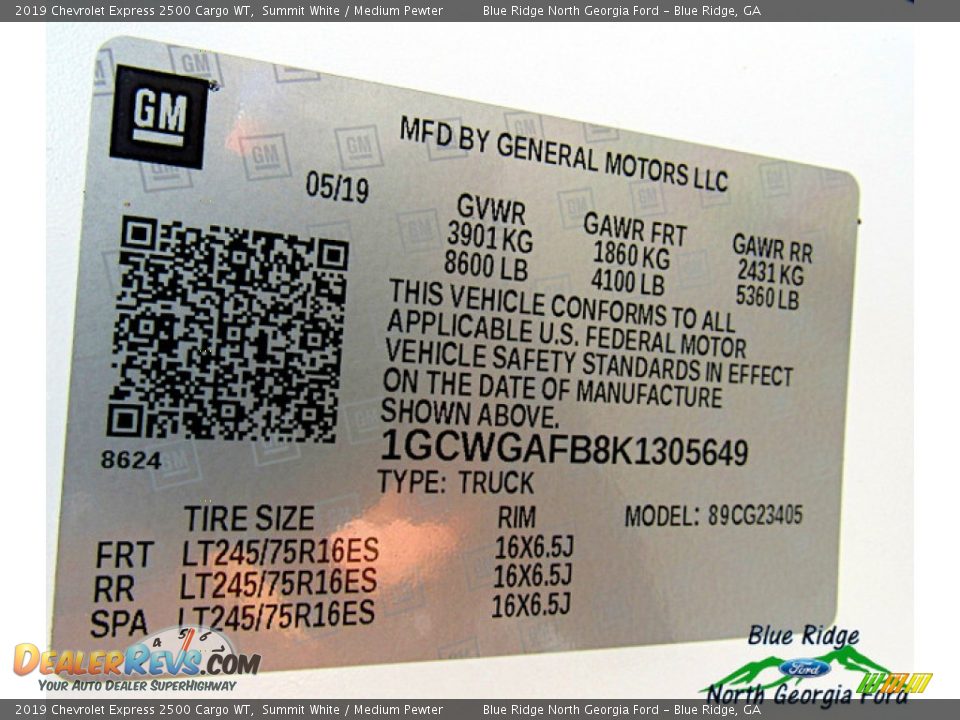 2019 Chevrolet Express 2500 Cargo WT, Summit White / Medium Pewter Blue Ridge North Georgia Ford - Blue Ridge, GA
GM
MFD BY GENERAL MOTORS LLC
05/19
GVWR GAWR FRT GAWR RR
3901 KG 1860 KG 2431 KG
8600 LB 4100 LB 5360 LB
THIS VEHICLE CONFORMS TO ALL
APPLICABLE U.S. FEDERAL MOTOR
VEHICLE SAFETY STANDARDS IN EFFECT
ON THE DATE OF MANUFACTURE
SHOWN ABOVE.
8624
1GCWGAFB8K1305649
TYPE: TRUCK
TIRE SIZE RIM MODEL: 89CG23405
FRT LT245/75R16ES 16X6.5J
RR LT245/75R16ES 16X6.5J
SPA LT245/75R16ES 16X6.5J
4 5 6
DEALERREVS.COM
YOUR AUTO DEALER SUPERHIGHWAY
Blue Ridge
Ford
North Georgia Ford
2019 Chevrolet Express 2500 Cargo WT, Summit White / Medium Pewter Blue Ridge North Georgia Ford - Blue Ridge, GA